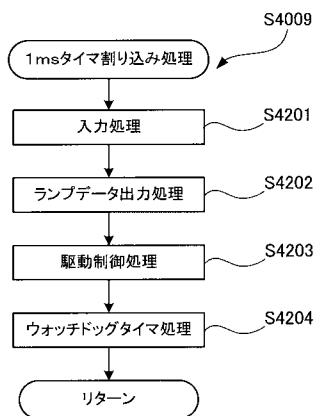 S4009
1msタイマ割り込み処理
入力処理
S4201
ランプデータ出力処理
S4202
駆動制御処理
S4203
ウォッチドッグタイマ処理
S4204
リターン